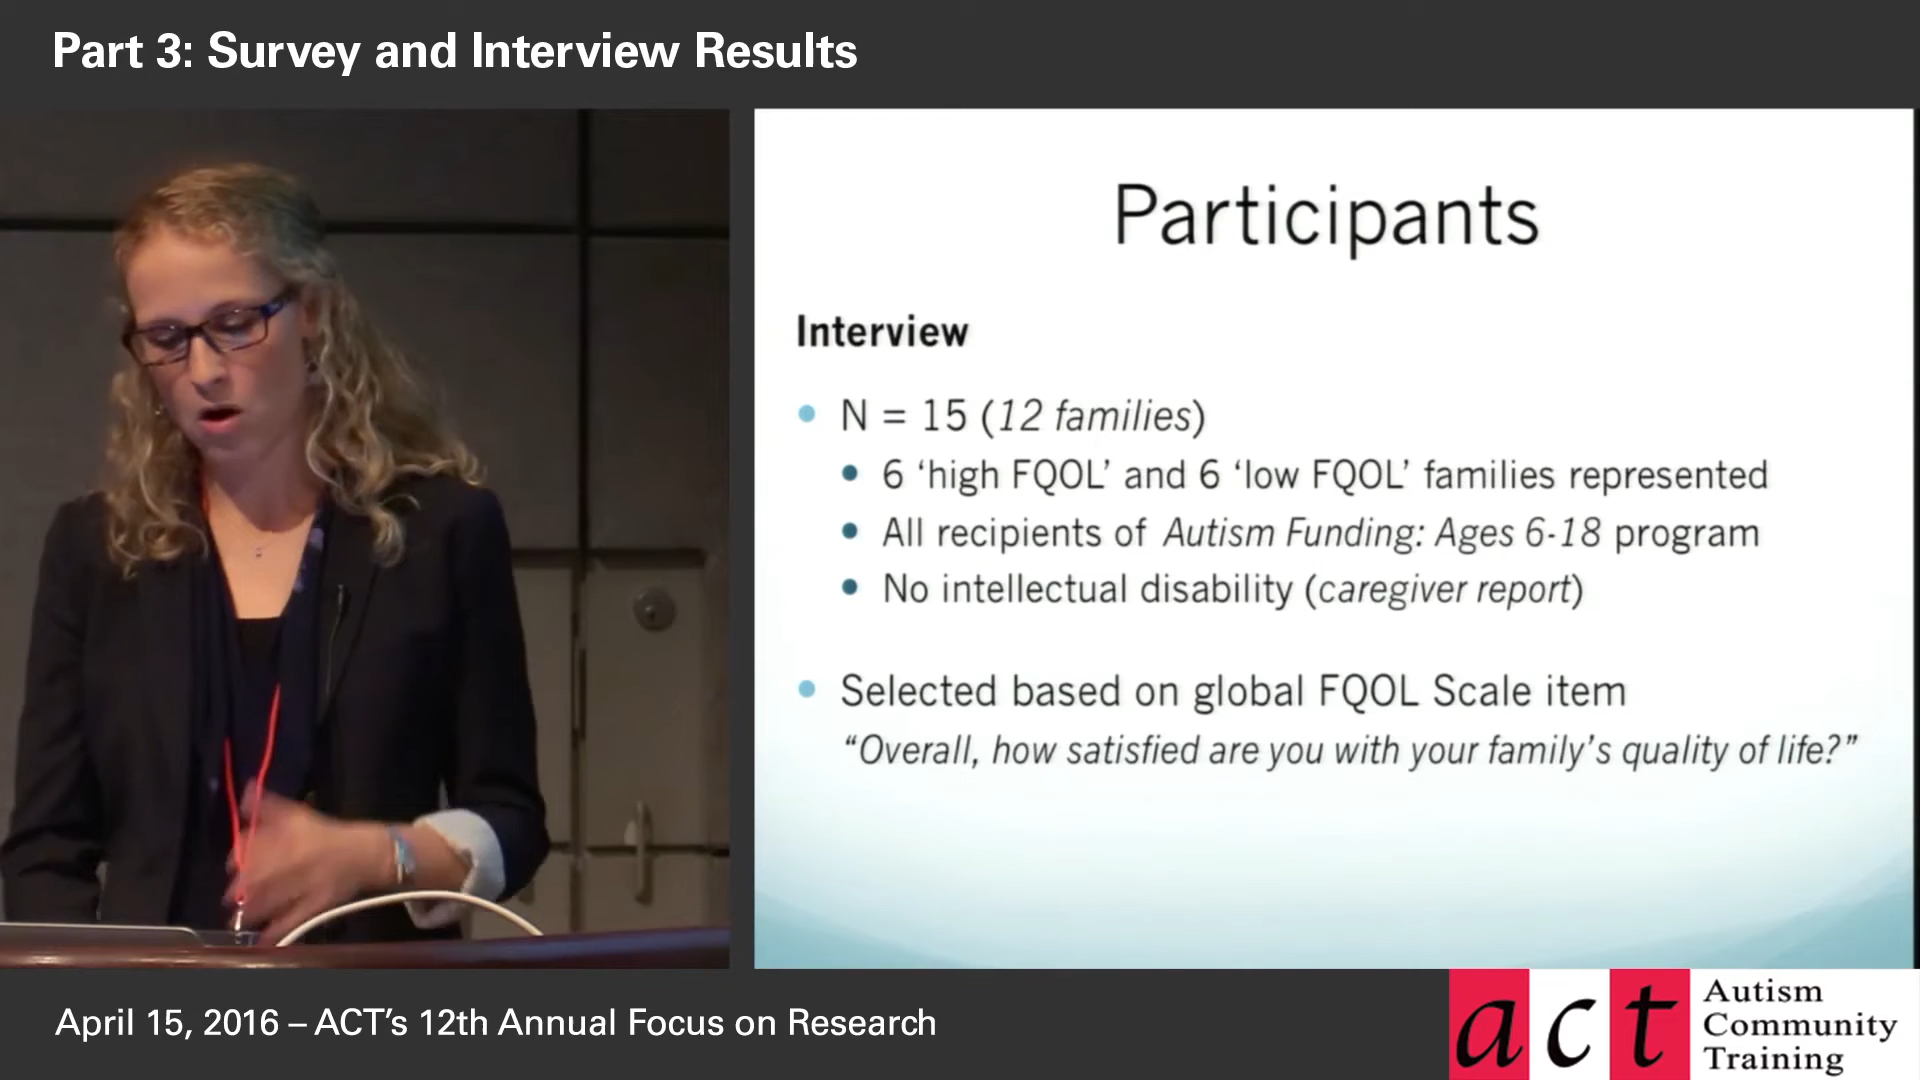 Part 3: Survey and Interview Results
Participants
Interview
N = 15 (12 families)
6 ‘high FQOL’ and 6 ‘low FQOL’ families represented
All recipients of Autism Funding: Ages 6-18 program
No intellectual disability (caregiver report)
Selected based on global FQOL Scale item
“Overall, how satisfied are you with your family’s quality of life?”
April 15, 2016 – ACT’s 12th Annual Focus on Research
act
Autism
Community
Training